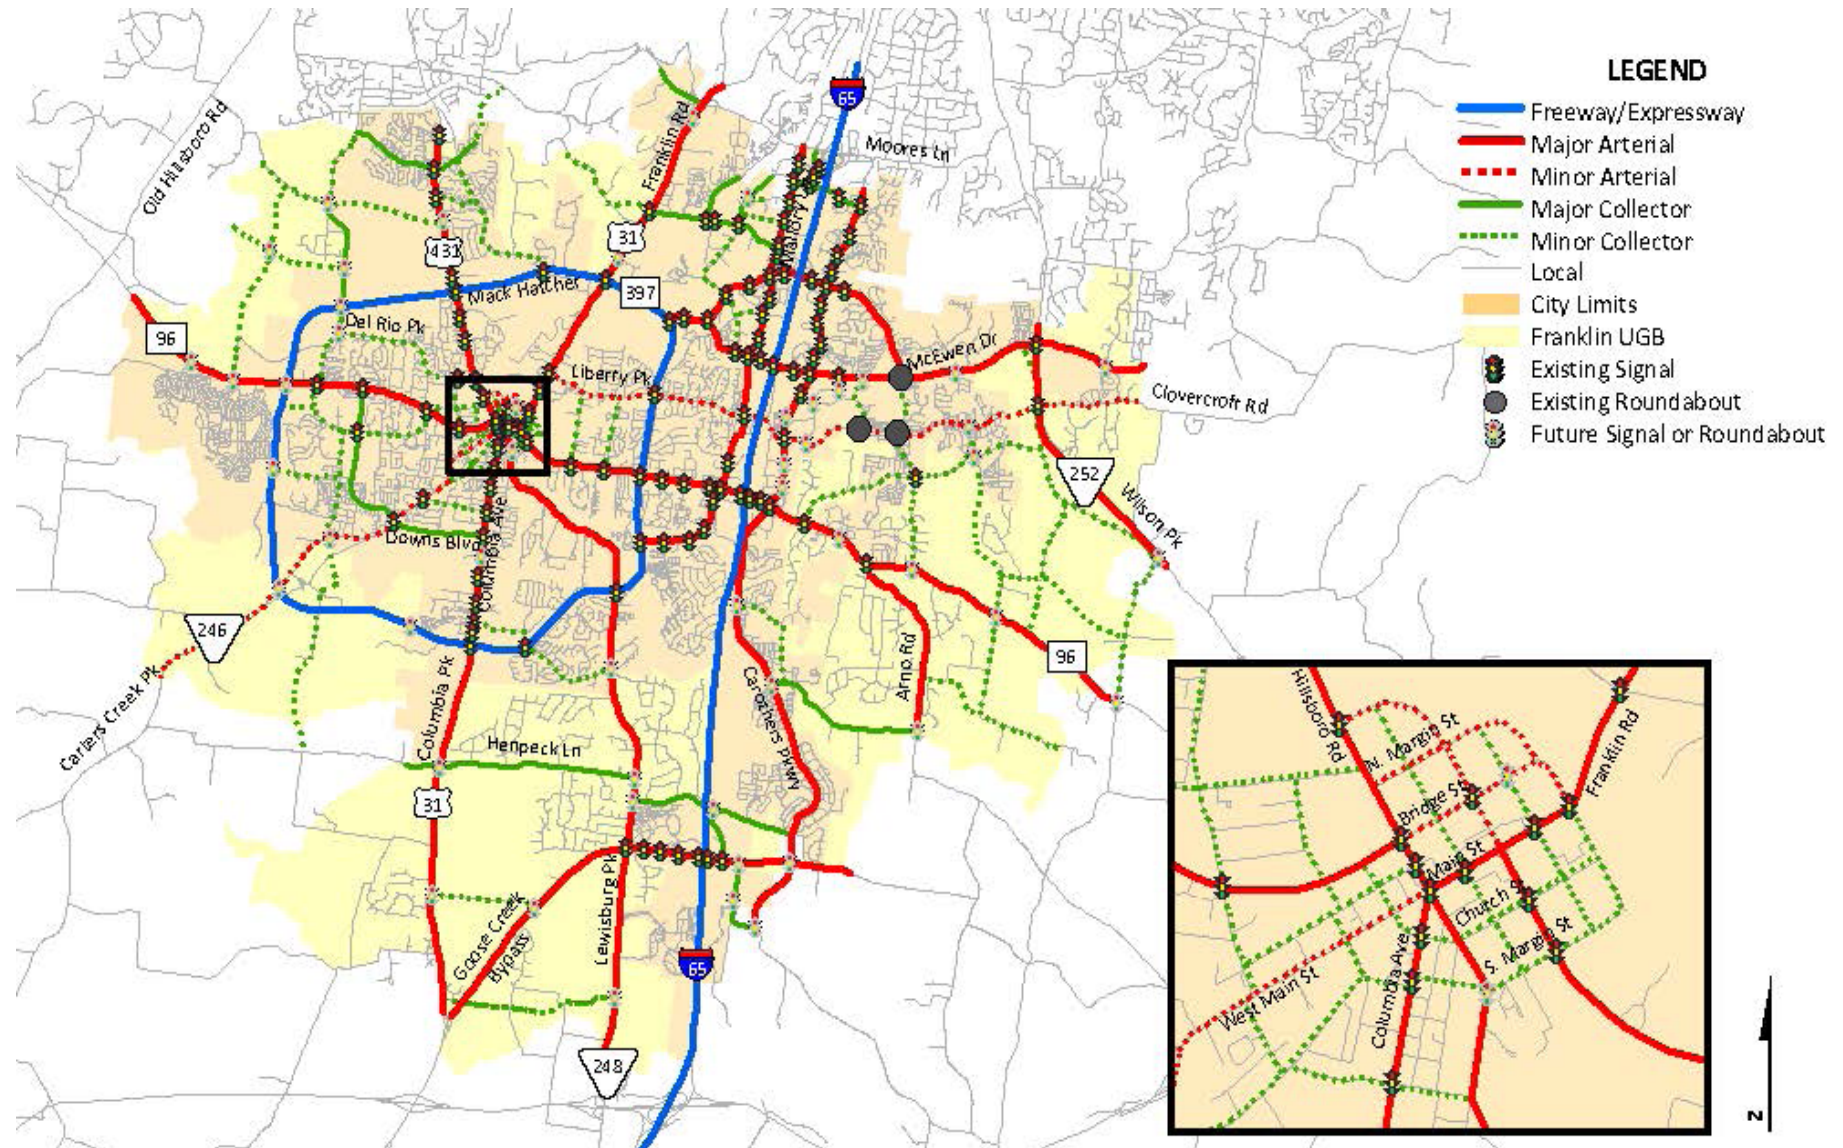 LEGEND
Freeway/Expressway
Major Arterial
Minor Arterial
Major Collector
Minor Collector
Local
City Limits
Franklin UGB
Existing Signal
Existing Roundabout
Future Signal or Roundabout
65
Moores Ln
Old Hillsboro Rd
Franklin Rd
Mallory
31
431
Mack Hatcher
397
96
Del Rio Pk
Liberty Pk
McEwen Dr
Clovercroft Rd
252
Wilson Pk
Downs Blvd
Columbia Ave
246
Carters Creek Pk
Columbia Pk
Arno Rd
96
Carothers Pkwy
Henpeck Ln
31
Goose Creek
Bypass
Lewisburg Pk
65
248
Hillsboro Rd
N. Margin St
Franklin Rd
Bridge St
Main St
Church St
S. Margin St
West Main St
Columbia Ave
N